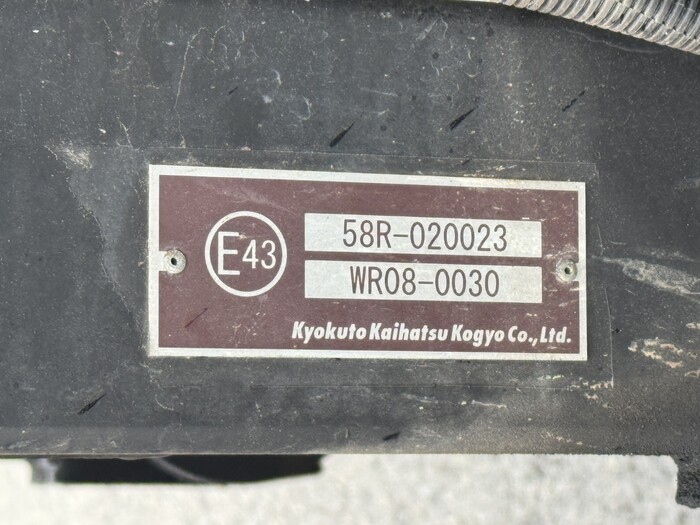 E43
58R-020023
WR08-0030
Kyokuto Kaihatsu Kogyo Co., Ltd.